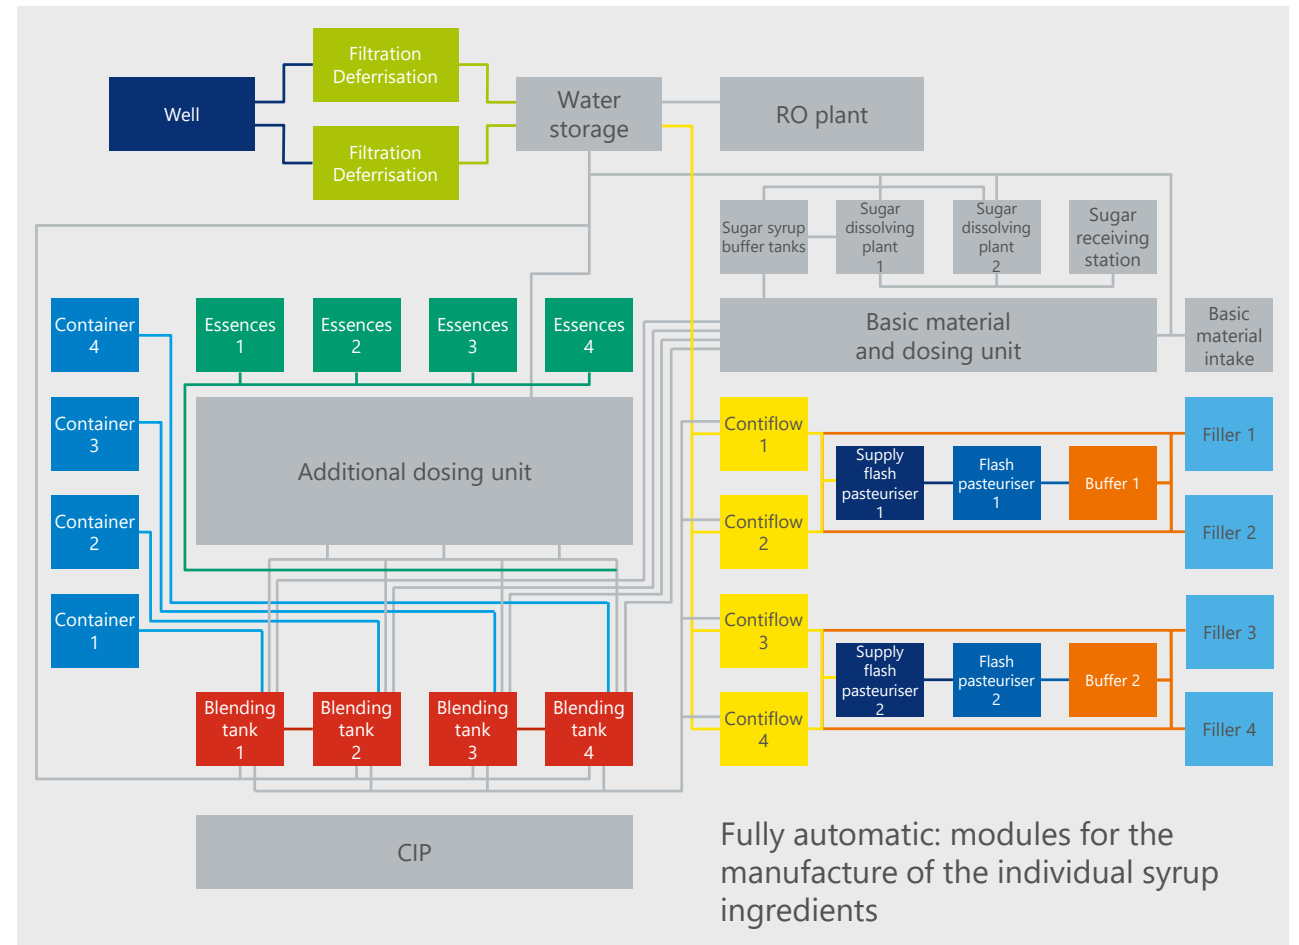 Filtration
Deferrisation
Well
Water
storage
RO plant
Filtration
Deferrisation
Sugar syrup
buffer tanks
Sugar
dissolving
plant
1
Sugar
dissolving
plant
2
Sugar
receiving
station
Container
4
Essences
1
Essences
2
Essences
3
Essences
4
Basic material
and dosing unit
Basic
material
intake
Container
3
Additional dosing unit
Contiflow
1
Supply
flash
pasteuriser
1
Flash
pasteuriser
1
Buffer 1
Filler 1
Container
2
Contiflow
2
Filler 2
Container
1
Contiflow
3
Supply
flash
pasteuriser
2
Flash
pasteuriser
2
Buffer 2
Filler 3
Blending
tank
1
Blending
tank
2
Blending
tank
3
Blending
tank
4
Contiflow
4
Filler 4
CIP
Fully automatic: modules for the
manufacture of the individual syrup
ingredients